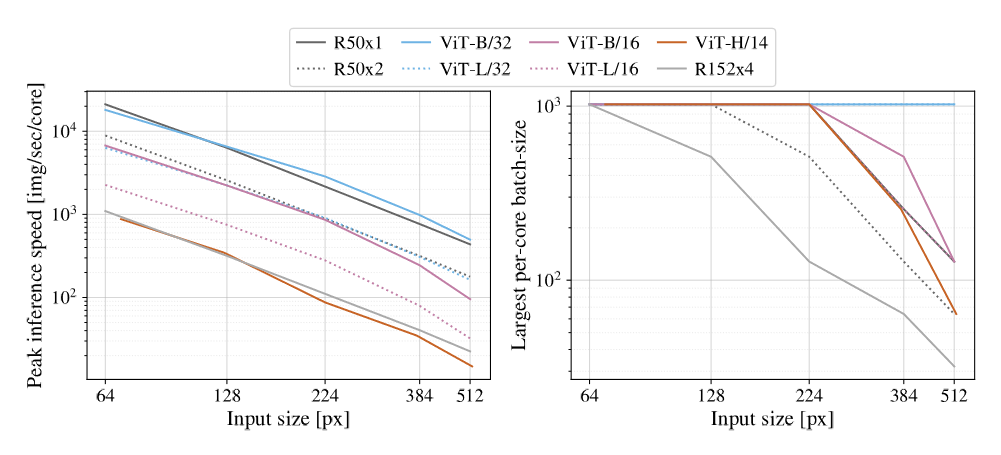 R50x1 ViT-B/32 ViT-B/16 ViT-H/14
R50x2 ViT-L/32 ViT-L/16 R152x4
Peak inference speed [img/sec/core]
10^4
10^3
10^2
64 128 224 384 512
Input size [px]
Largest per-core batch-size
10^3
10^2
64 128 224 384 512
Input size [px]